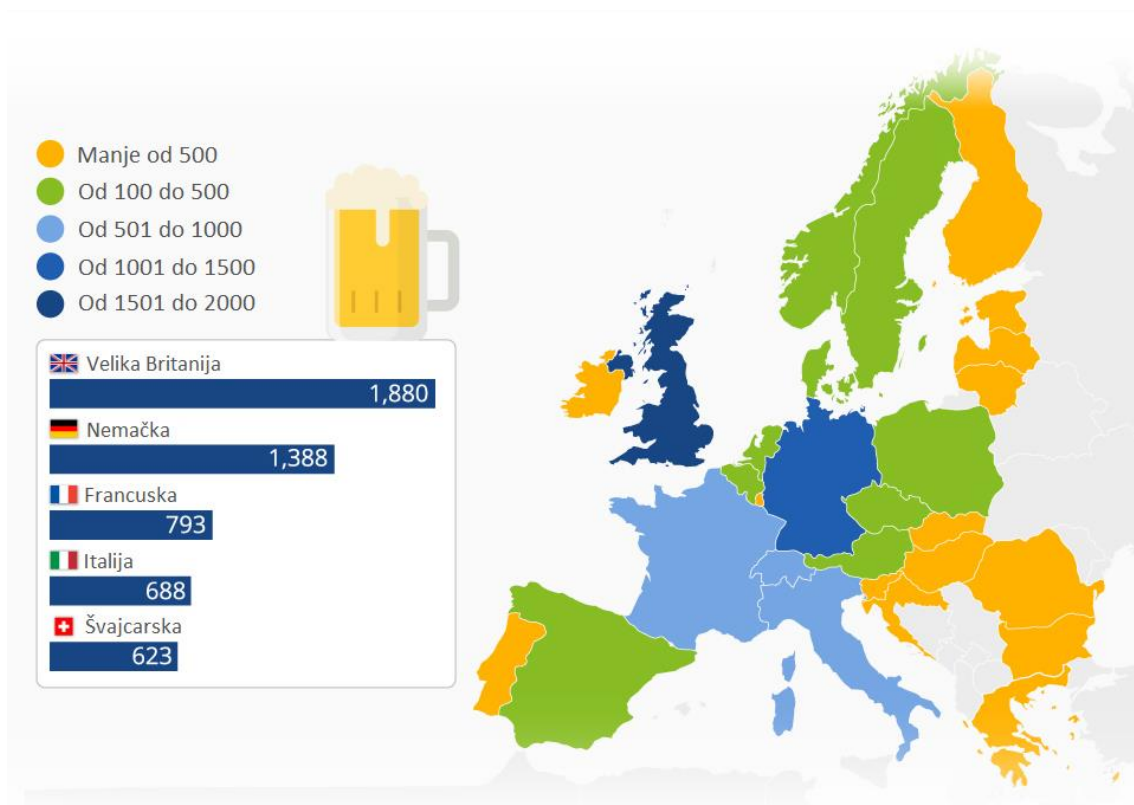 Manje od 500
Od 100 do 500
Od 501 do 1000
Od 1001 do 1500
Od 1501 do 2000
Velika Britanija
1,880
Nemačka
1,388
Francuska
793
Italija
688
Švajcarska
623